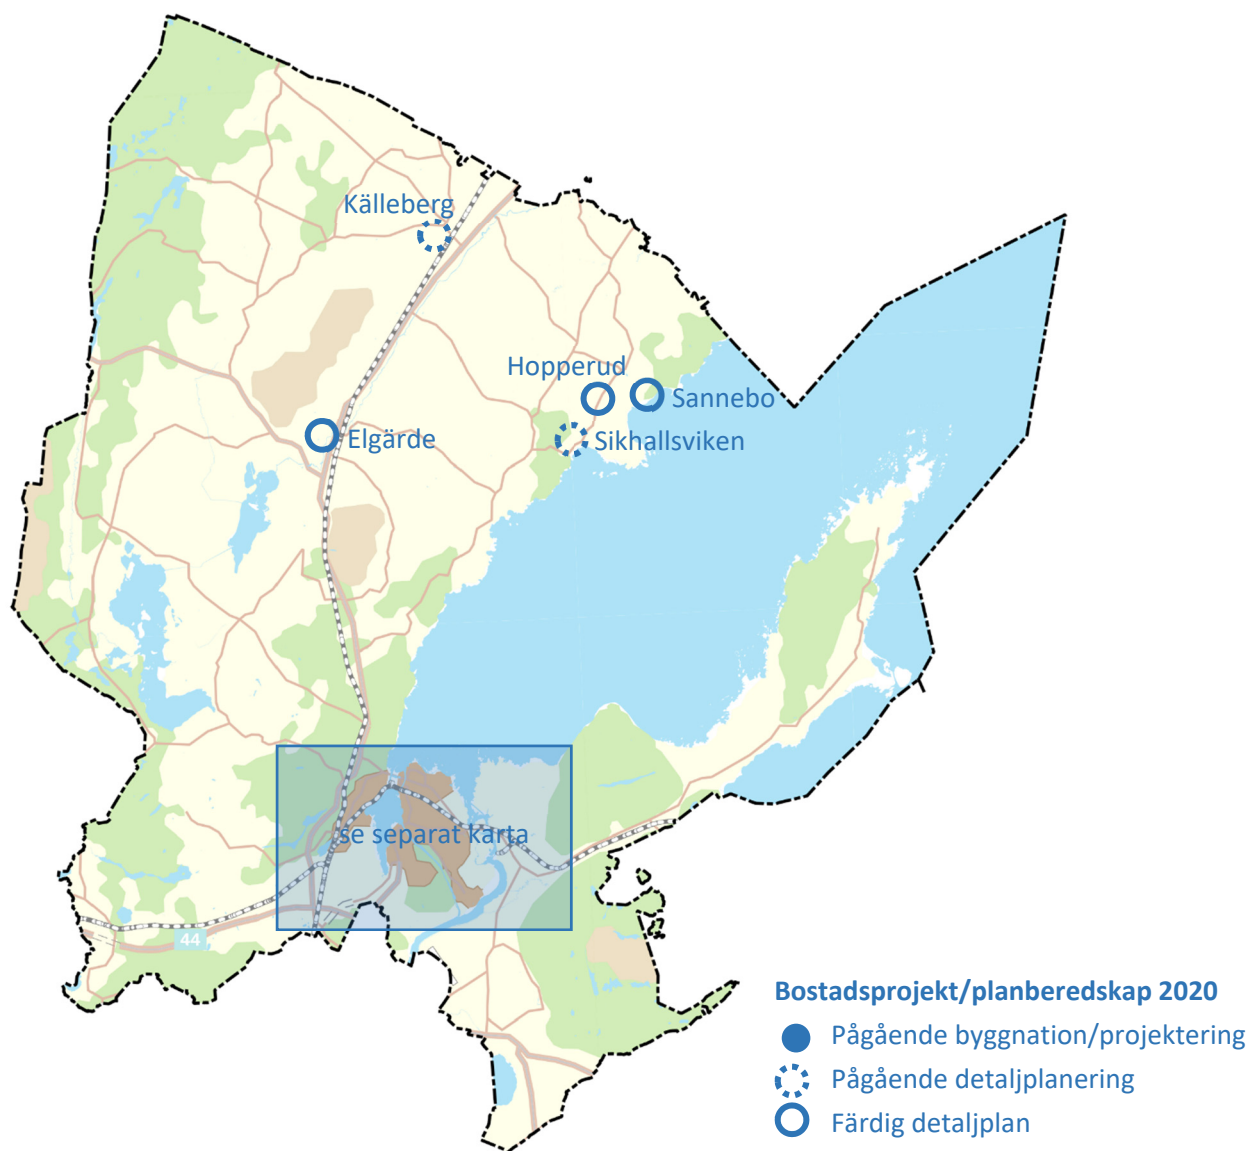 Källeberg
Hopperud
Sannebo
Elgärde
Sikhallsviken
se separat karta
44
Bostadsprojekt/planberedskap 2020
Pågående byggnation/projektering
Pågående detaljplanering
Färdig detaljplan